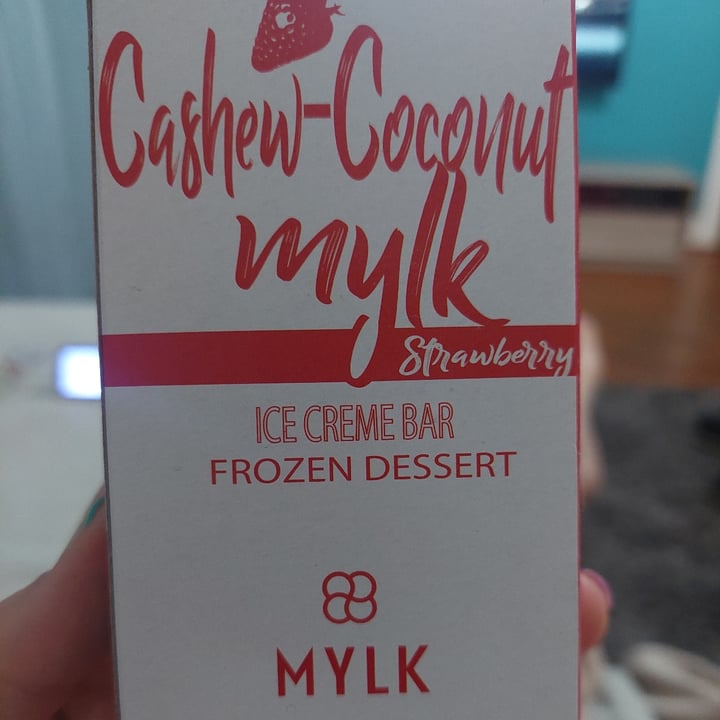 Cashew-Coconut
mylk
Strawberry
ICE CREME BAR
FROZEN DESSERT
MYLK